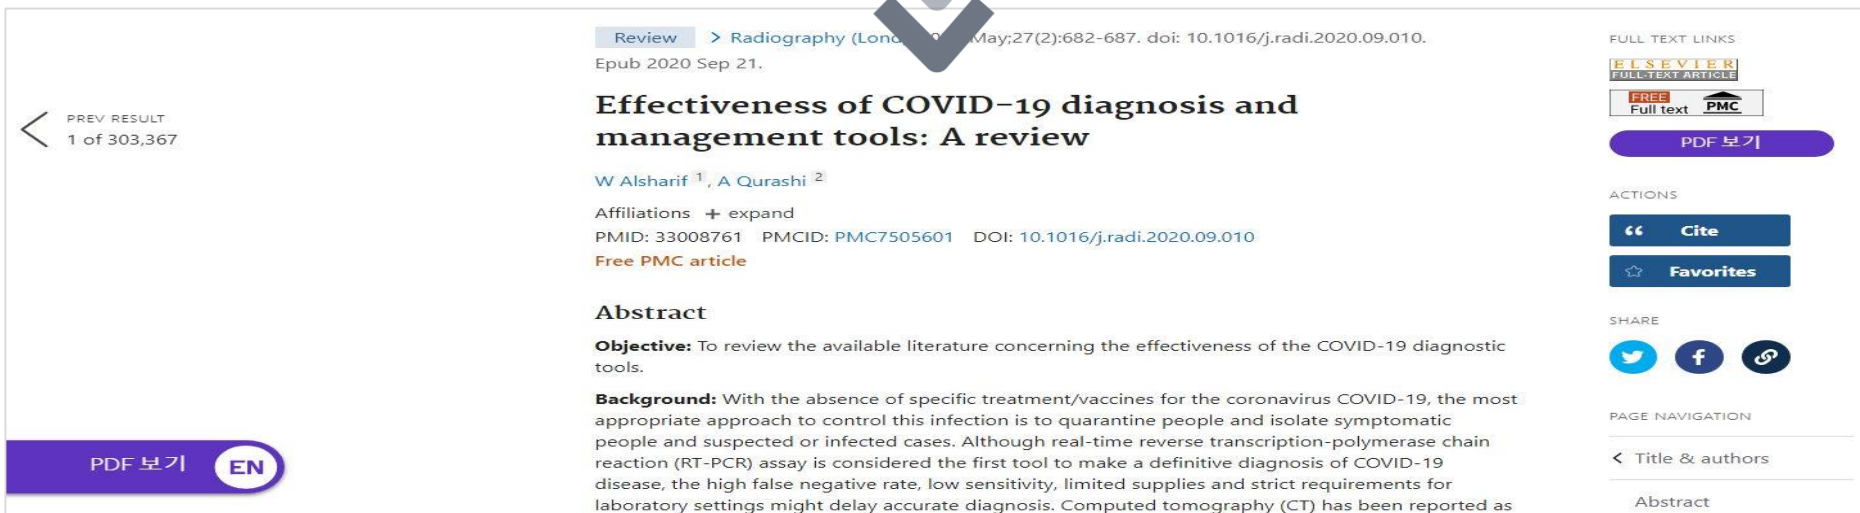 Review > Radiography (Lond May;27(2):682-687. doi: 10.1016/j.radi.2020.09.010.
Epub 2020 Sep 21.
Effectiveness of COVID-19 diagnosis and
management tools: A review
W Alsharif 1, A Qurashi 2
Affiliations + expand
PMID: 33008761 PMCID: PMC7505601 DOI: 10.1016/j.radi.2020.09.010
Free PMC article
Abstract
Objective: To review the available literature concerning the effectiveness of the COVID-19 diagnostic
tools.
Background: With the absence of specific treatment/vaccines for the coronavirus COVID-19, the most
appropriate approach to control this infection is to quarantine people and isolate symptomatic
people and suspected or infected cases. Although real-time reverse transcription-polymerase chain
reaction (RT-PCR) assay is considered the first tool to make a definitive diagnosis of COVID-19
disease, the high false negative rate, low sensitivity, limited supplies and strict requirements for
laboratory settings might delay accurate diagnosis. Computed tomography (CT) has been reported as
PREV RESULT
1 of 303,367
PDF 보기 EN
FULL TEXT LINKS
ELSEVIER
FULL-TEXT ARTICLE
FREE
Full text PMC
PDF 보기
ACTIONS
Cite
Favorites
SHARE
PAGE NAVIGATION
< Title & authors
Abstract